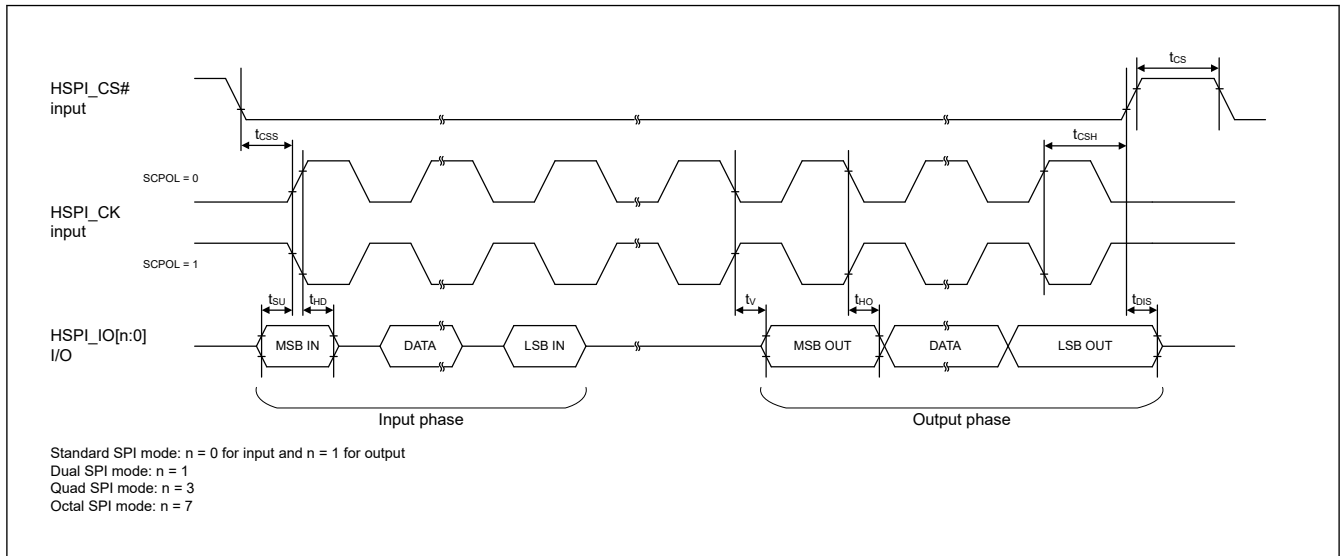 tCS
HSPI_CS#
input
tCSS
tCSH
SCPOL = 0
HSPI_CK
input
SCPOL = 1
tSU
tHD
tV
tHO
tDIS
HSPI_IO[n:0]
I/O
MSB IN
DATA
LSB IN
MSB OUT
DATA
LSB OUT
Input phase
Output phase
Standard SPI mode: n = 0 for input and n = 1 for output
Dual SPI mode: n = 1
Quad SPI mode: n = 3
Octal SPI mode: n = 7